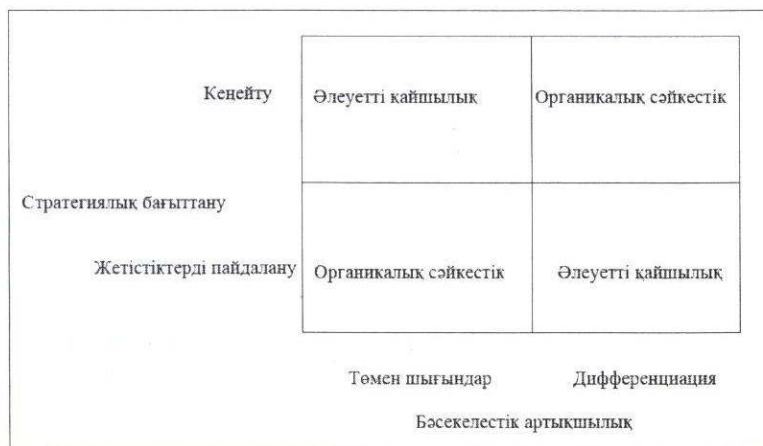 Кеңейту Әлеуетті қайшылық Органикалық сәйкестік
Стратегиялық бағыттану
Жетістіктерді пайдалану Органикалық сәйкестік Әлеуетті қайшылық
Төмен шығындар Дифференциация
Бәсекелестік артықшылық